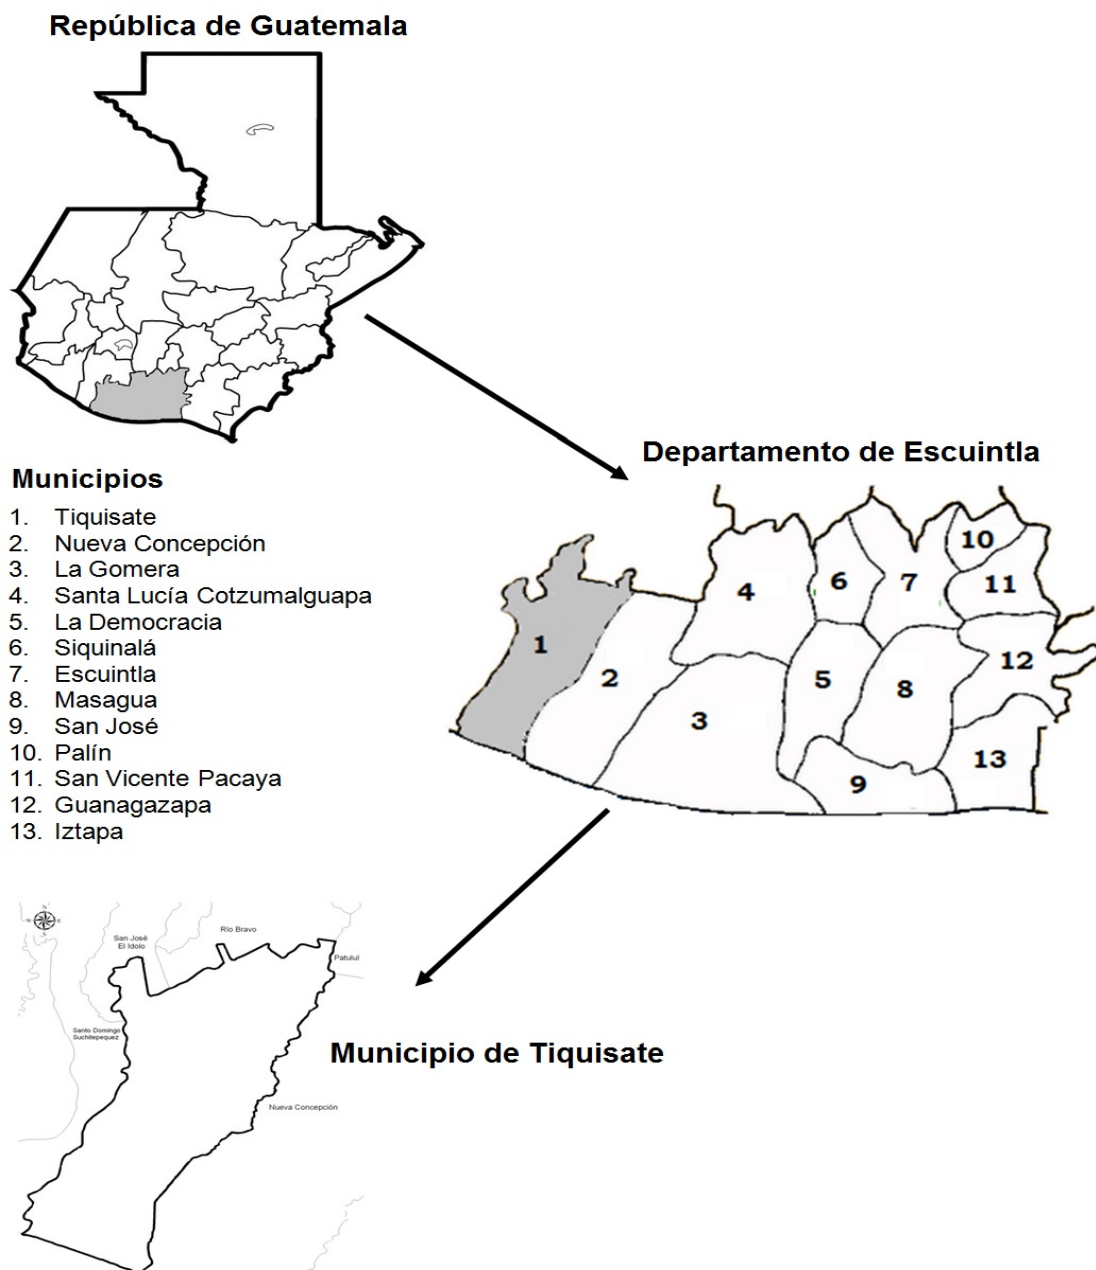 República de Guatemala
Departamento de Escuintla
Municipios
1. Tiquisate
2. Nueva Concepción
3. La Gomera
4. Santa Lucía Cotzumalguapa
5. La Democracia
6. Siquinalá
7. Escuintla
8. Masagua
9. San José
10. Palín
11. San Vicente Pacaya
12. Guanagazapa
13. Iztapa
10
4
6
7
11
1
2
5
12
8
3
13
9
N
San José
El Idolo
Río Bravo
Patulul
Santo Domingo
Suchitepequez
Municipio de Tiquisate
Nueva Concepción